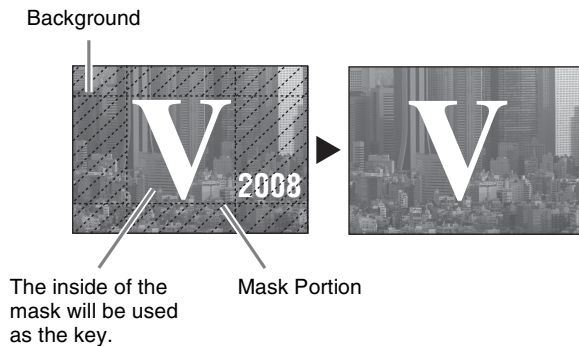 Background
V
2008
V
The inside of the
mask will be used
as the key.
Mask Portion